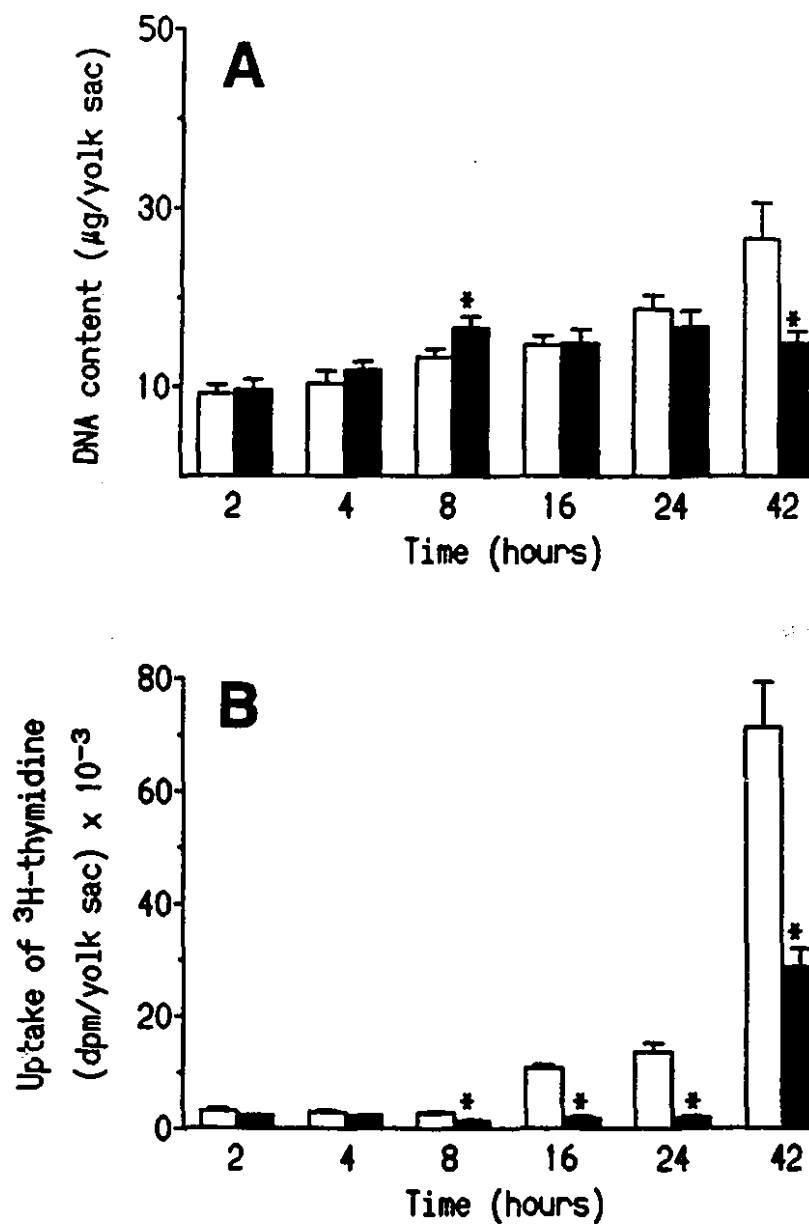 A
DNA content (µg/yolk sac)
50
30
10
*
*
2 4 8 16 24 42
Time (hours)
B
Uptake of ³H-thymidine
(dpm/yolk sac) x 10⁻³
80
60
40
20
0
*
*
*
*
2 4 8 16 24 42
Time (hours)